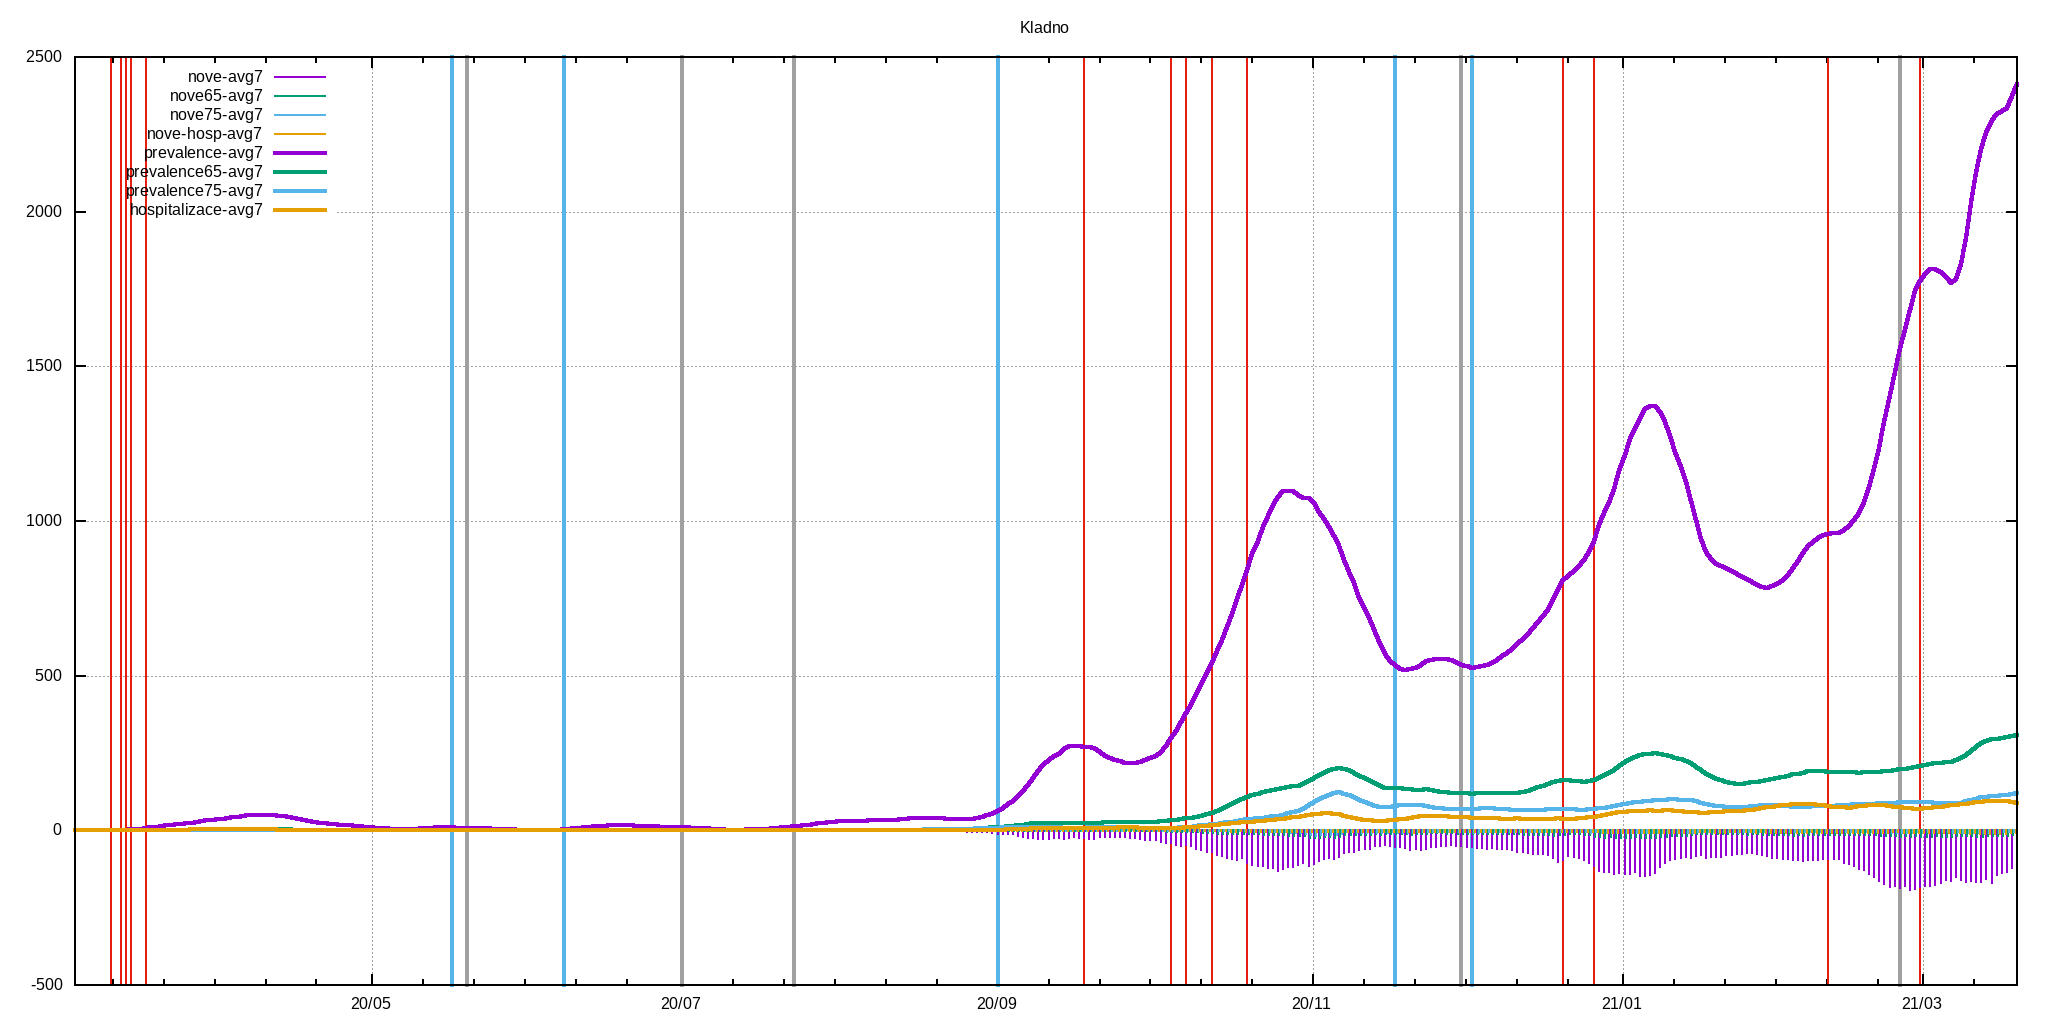 Kladno
2500
2000
1500
1000
500
0
-500
nove-avg7
nove65-avg7
nove75-avg7
nove-hosp-avg7
prevalence-avg7
prevalence65-avg7
prevalence75-avg7
hospitalizace-avg7
20/05
20/07
20/09
20/11
21/01
21/03